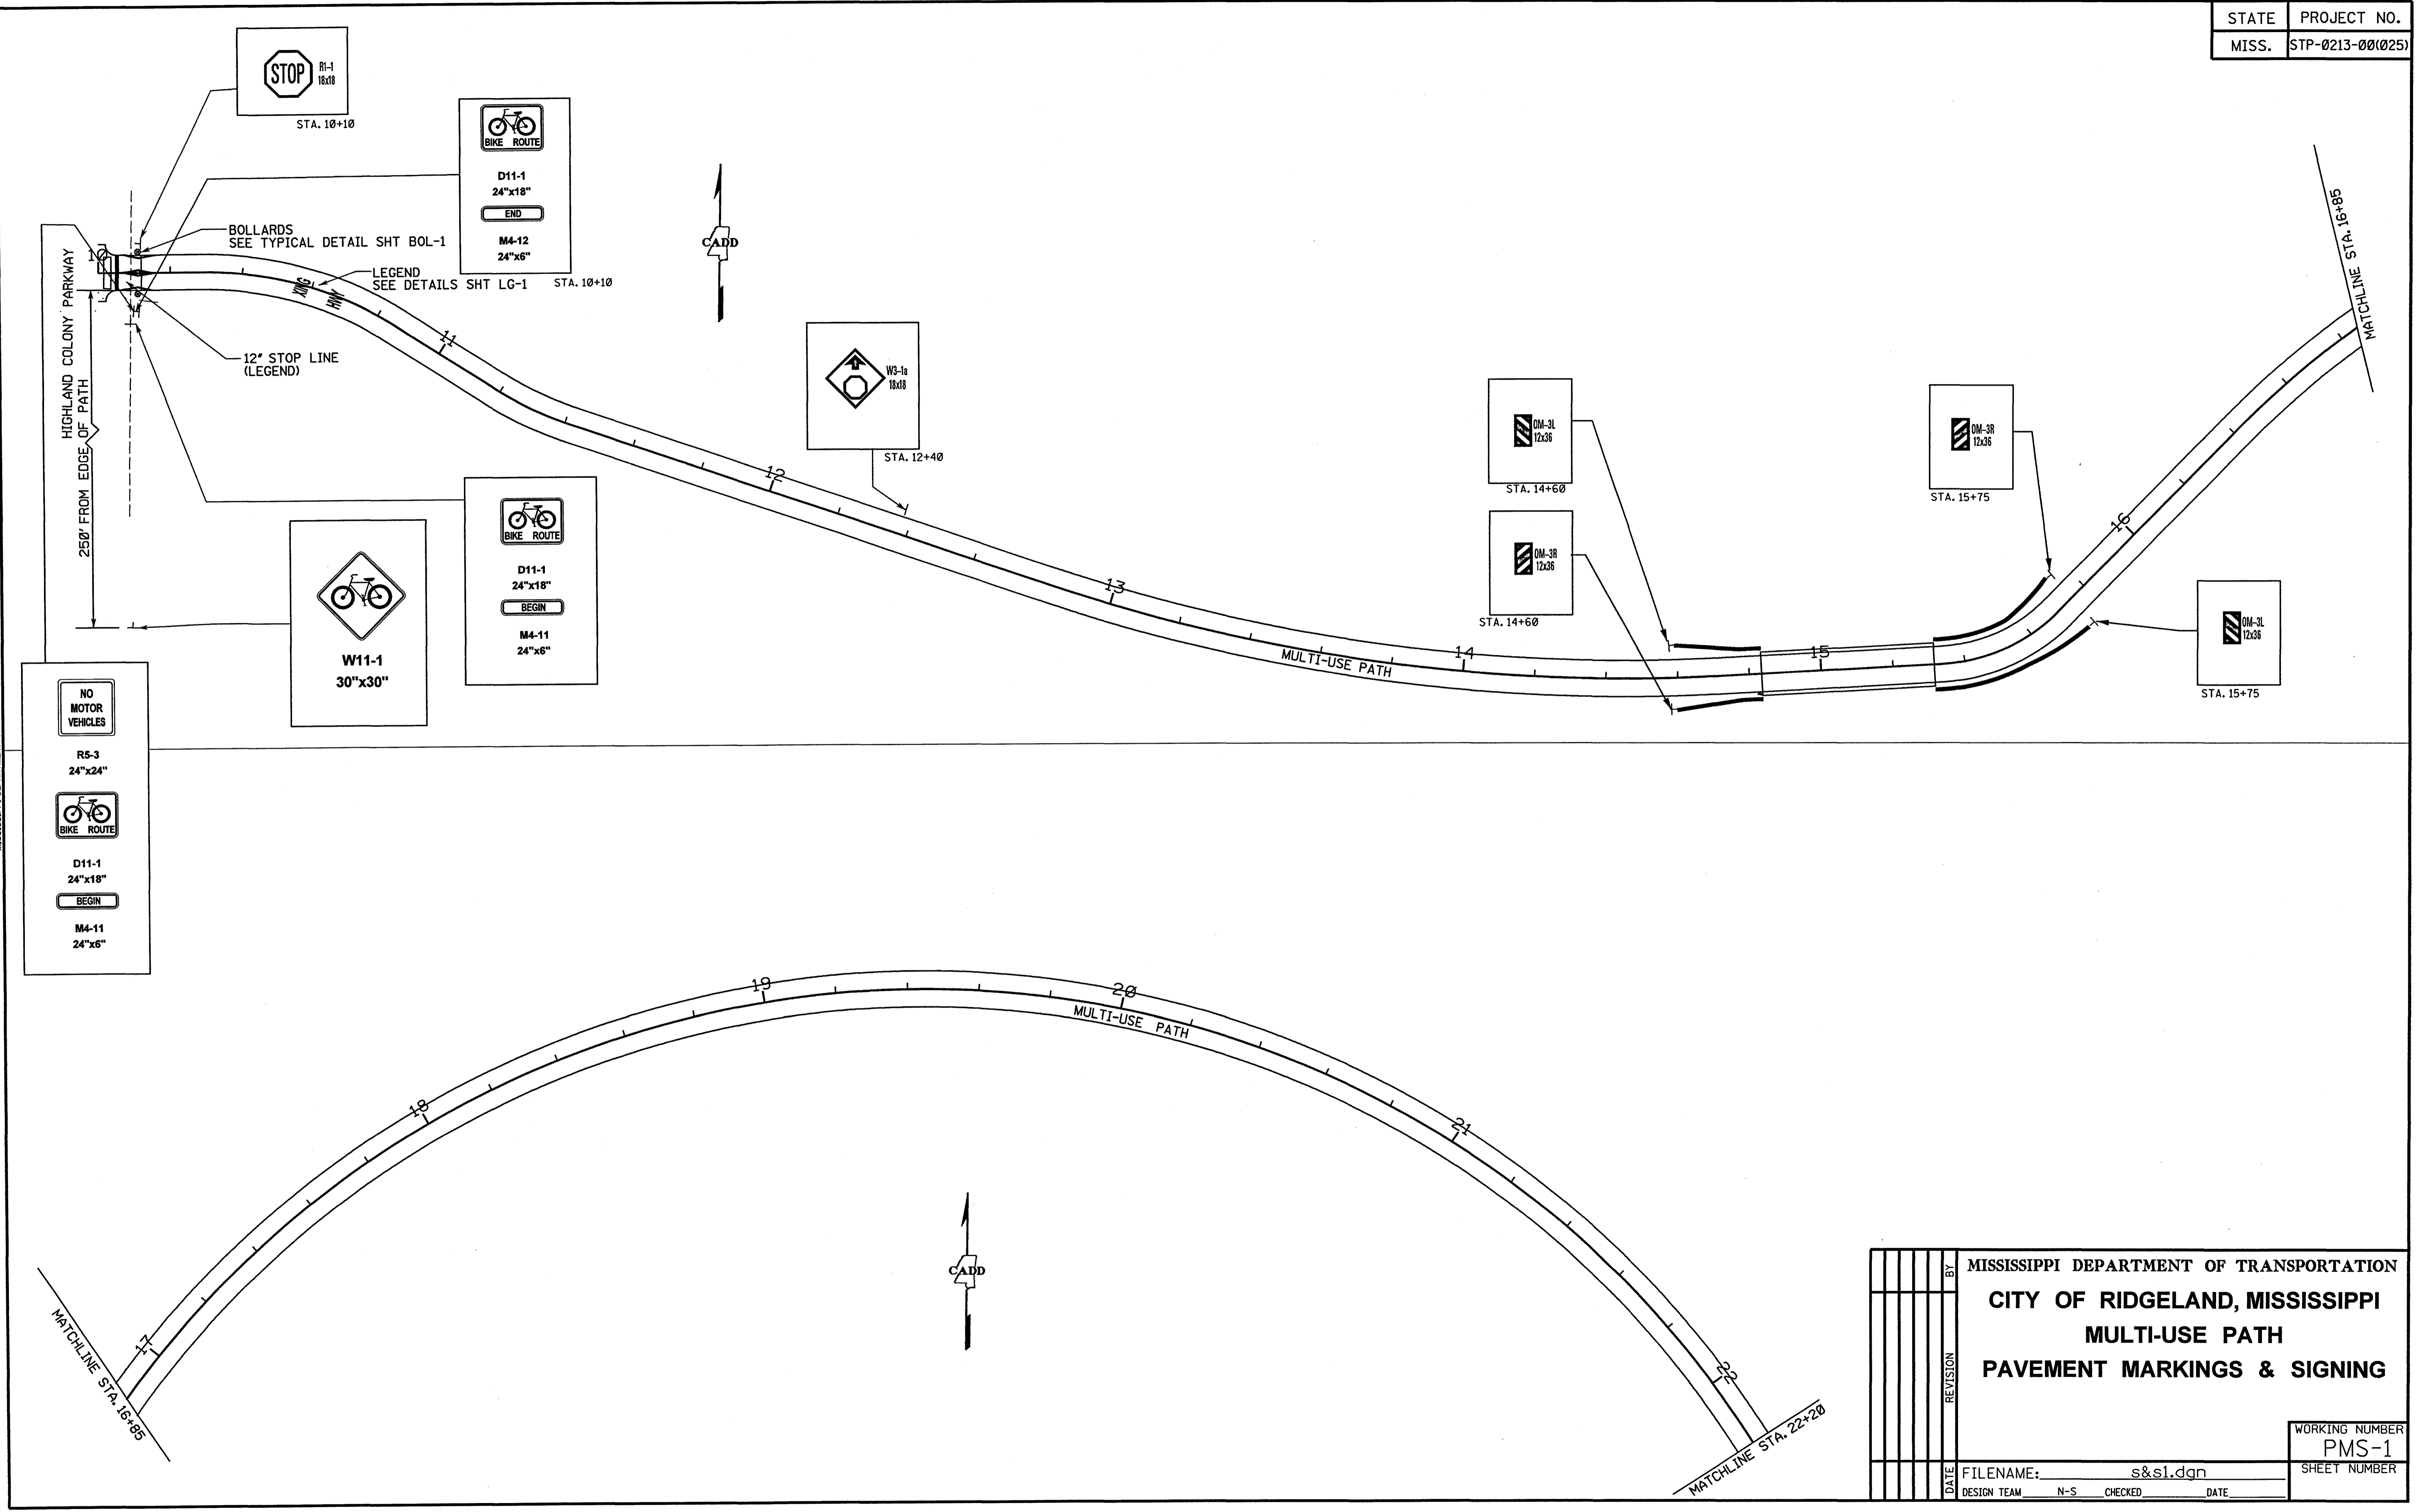 STATE PROJECT NO.
MISS. STP-0213-00(025)
STOP
R1-1
18x18
STA. 10+10
BIKE ROUTE
D11-1
24"x18"
END
M4-12
24"x6"
STA. 10+10
BOLLARDS
SEE TYPICAL DETAIL SHT BOL-1
LEGEND
SEE DETAILS SHT LG-1
10
XING
HWY
HIGHLAND COLONY PARKWAY
250' FROM EDGE OF PATH
12" STOP LINE
(LEGEND)
CADD
11
12
W3-1a
18x18
STA. 12+40
BIKE ROUTE
D11-1
24"x18"
BEGIN
M4-11
24"x6"
W11-1
30"x30"
13
MULTI-USE PATH
14
OM-3L
12x36
STA. 14+60
OM-3R
12x36
STA. 14+60
15
OM-3R
12x36
STA. 15+75
16
OM-3L
12x36
STA. 15+75
MATCHLINE STA. 16+85
NO
MOTOR
VEHICLES
R5-3
24"x24"
BIKE ROUTE
D11-1
24"x18"
BEGIN
M4-11
24"x6"
MATCHLINE STA. 16+85
17
18
19
20
MULTI-USE PATH
21
22
CADD
MATCHLINE STA. 22+20
BY
REVISION
DATE
MISSISSIPPI DEPARTMENT OF TRANSPORTATION
CITY OF RIDGELAND, MISSISSIPPI
MULTI-USE PATH
PAVEMENT MARKINGS & SIGNING
WORKING NUMBER
PMS-1
FILENAME: s&s1.dgn
SHEET NUMBER
DESIGN TEAM N-S CHECKED DATE